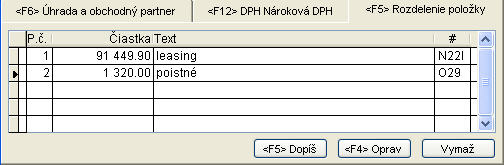 <F6> Úhrada a obchodný partner <F12> DPH Nároková DPH <F5> Rozdelenie položky
P.č. Čiastka Text #
1 91 449.90 leasing N22I
2 1 320.00 poistné O29
<F5> Dopíš <F4> Oprav Vymaž